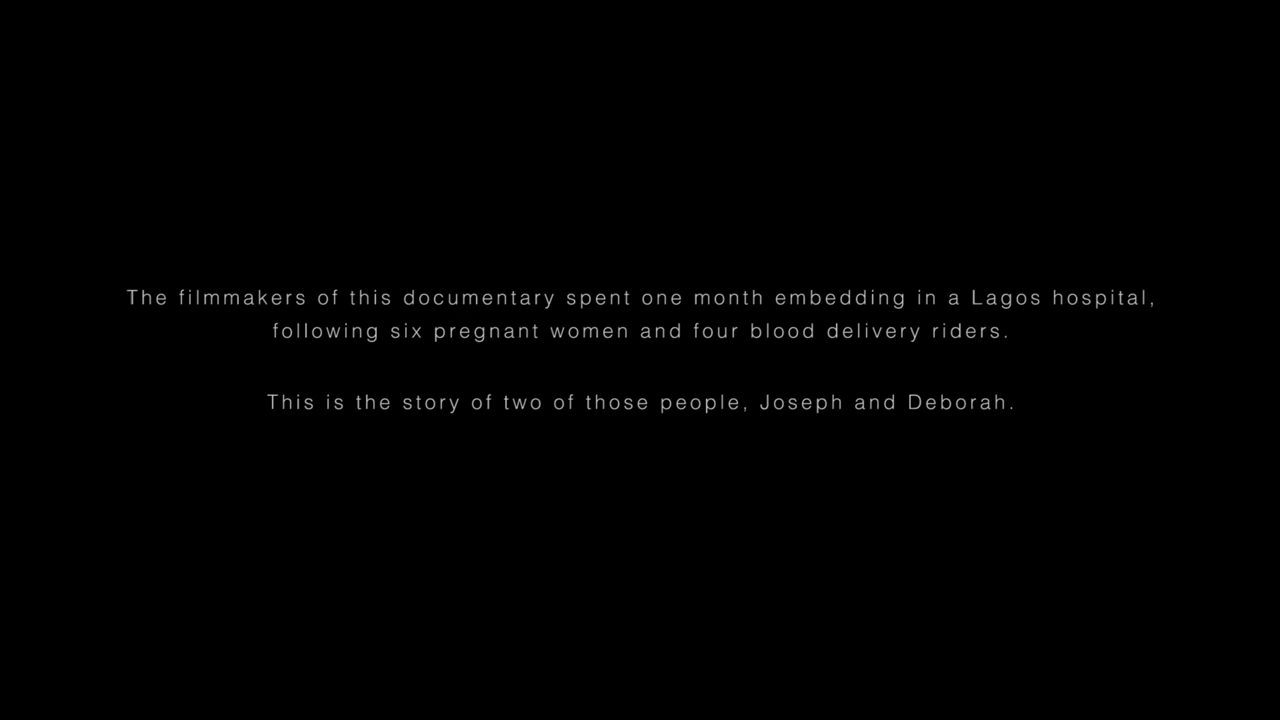 The filmmakers of this documentary spent one month embedding in a Lagos hospital,
following six pregnant women and four blood delivery riders.
This is the story of two of those people, Joseph and Deborah.